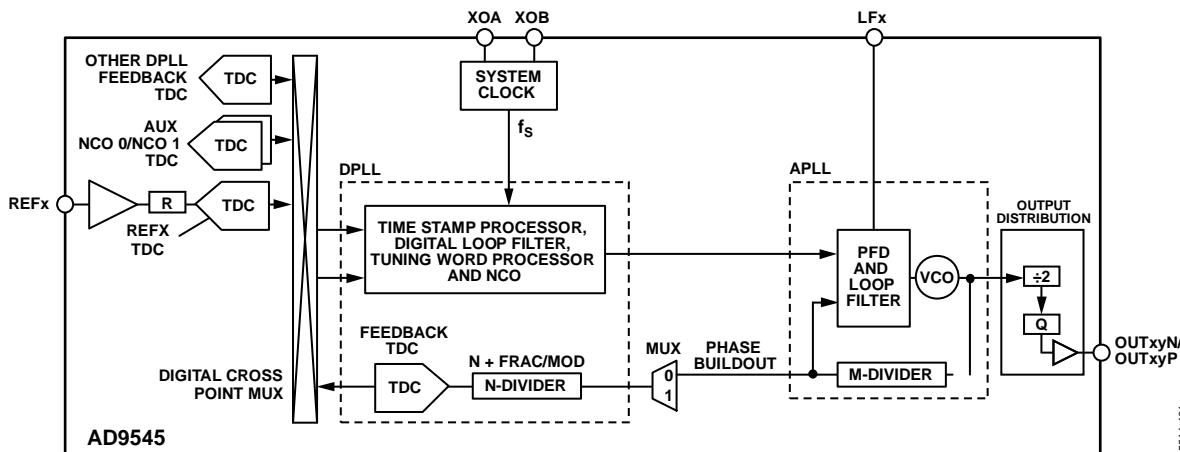 XOA
XOB
LFx
OTHER DPLL
FEEDBACK
TDC
TDC
SYSTEM
CLOCK
AUX
NCO 0/NCO 1
TDC
TDC
fS
DPLL
APLL
REFx
R
TDC
REFX
TDC
TIME STAMP PROCESSOR,
DIGITAL LOOP FILTER,
TUNING WORD PROCESSOR
AND NCO
PFD
AND
LOOP
FILTER
VCO
OUTPUT
DISTRIBUTION
÷2
Q
OUTxyN/
OUTxyP
FEEDBACK
TDC
N + FRAC/MOD
MUX
PHASE
BUILDOUT
DIGITAL CROSS
POINT MUX
TDC
N-DIVIDER
0
1
M-DIVIDER
AD9545